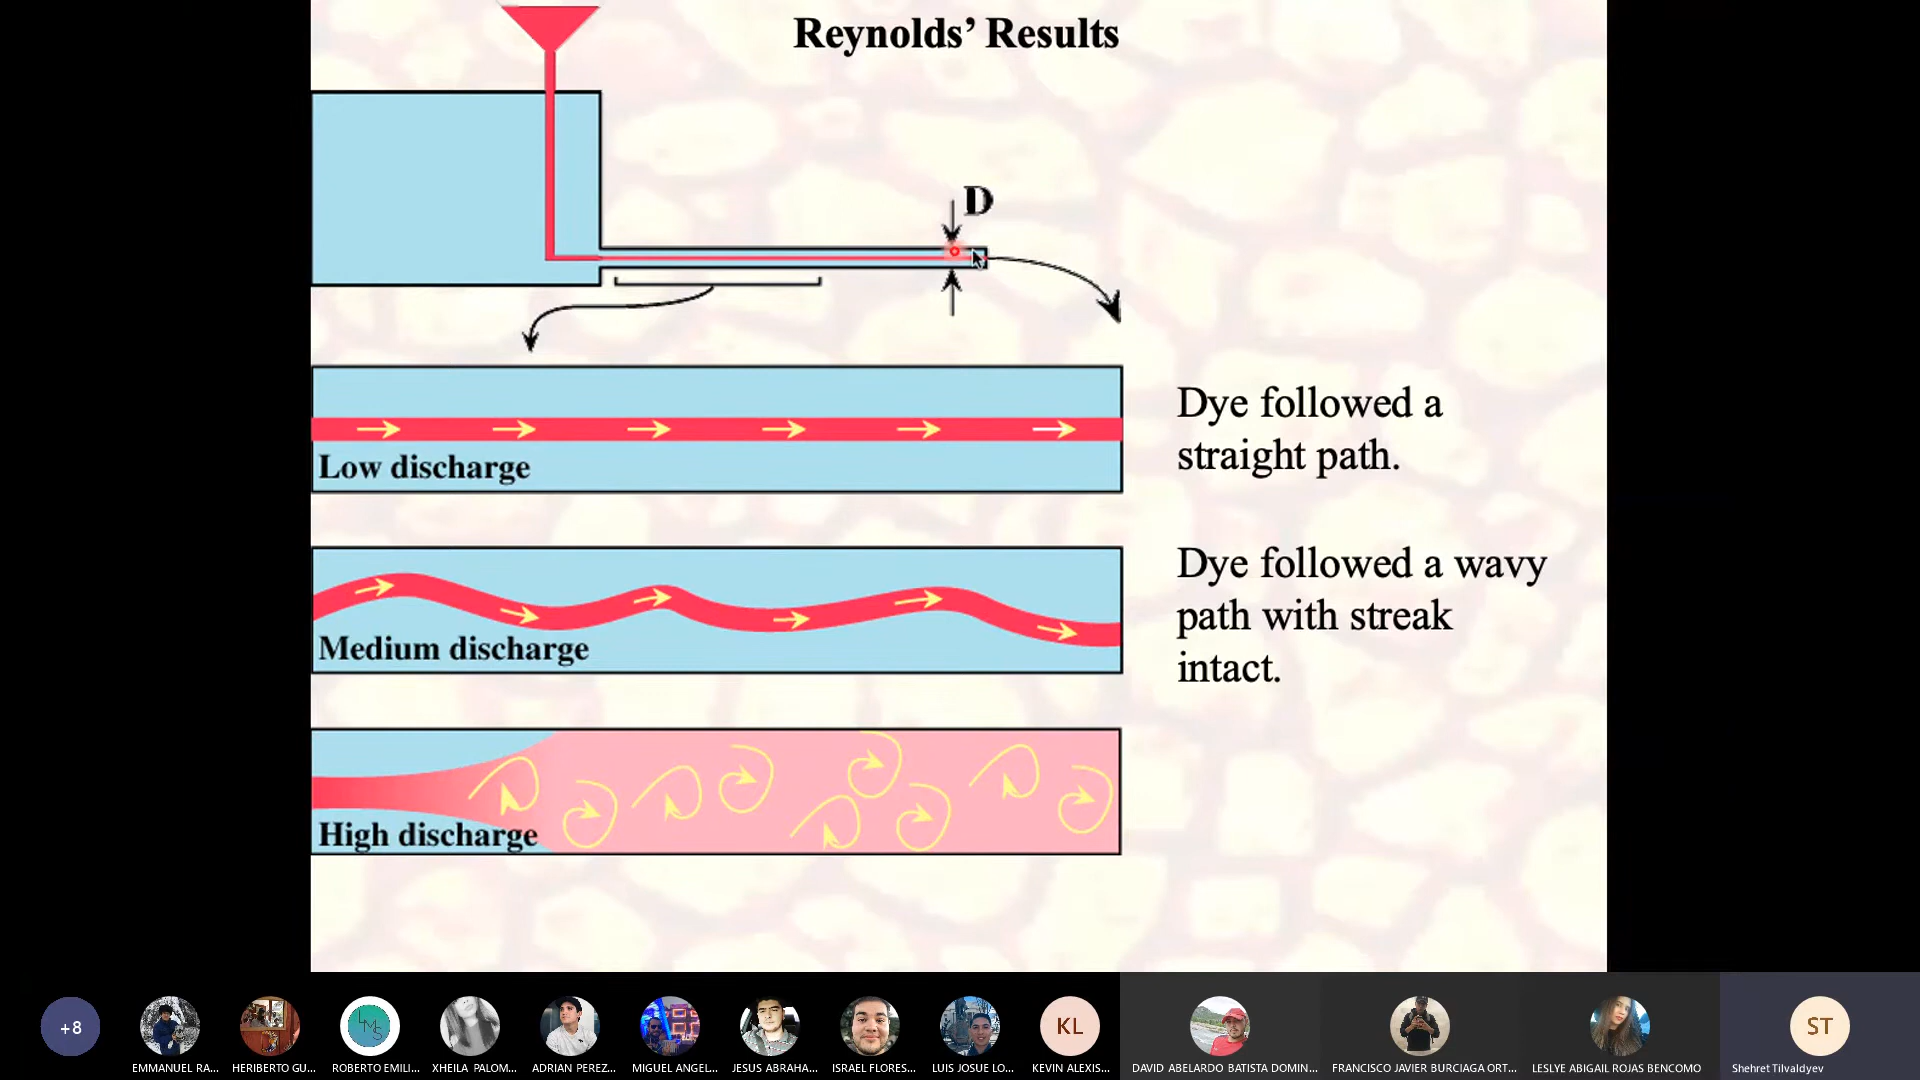 Reynolds’ Results
D
Dye followed a
straight path.
Low discharge
Dye followed a wavy
path with streak
intact.
Medium discharge
High discharge
+8
LMS
KL
ST
EMMANUEL RA...
HERIBERTO GU...
ROBERTO EMILI...
XHEILA PALOM...
ADRIAN PEREZ...
MIGUEL ANGEL...
JESUS ABRAHA...
ISRAEL FLORES...
LUIS JOSUE LO...
KEVIN ALEXIS...
DAVID ABELARDO BATISTA DOMIN...
FRANCISCO JAVIER BURCIAGA ORT...
LESLYE ABIGAIL ROJAS BENCOMO
Shehret Tilvaldyev